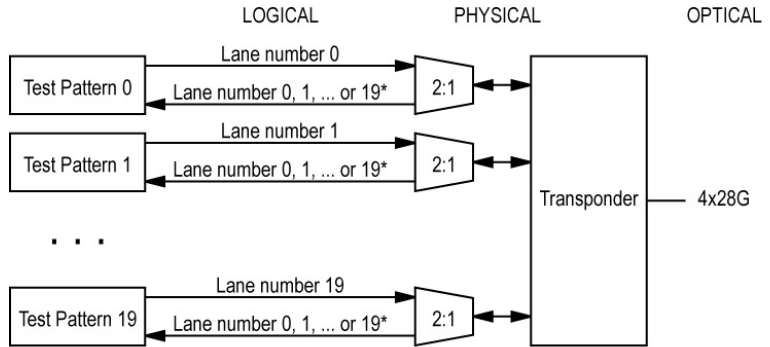 LOGICAL PHYSICAL OPTICAL
Lane number 0
Test Pattern 0 2:1
Lane number 0, 1, ... or 19*
Lane number 1
Test Pattern 1 2:1
Lane number 0, 1, ... or 19*
Transponder 4x28G
. . .
Lane number 19
Test Pattern 19 2:1
Lane number 0, 1, ... or 19*